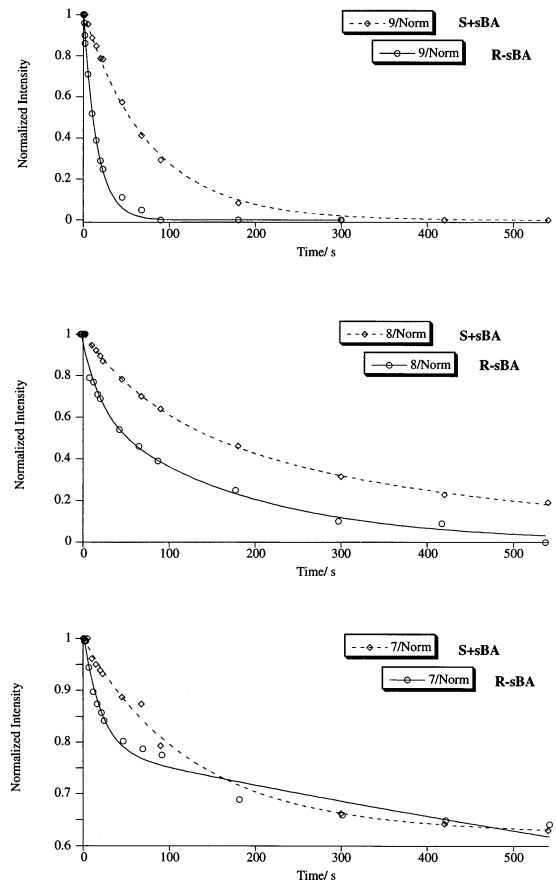 9/Norm S+sBA
9/Norm R-sBA
Normalized Intensity
1
0.8
0.6
0.4
0.2
0
0 100 200 300 400 500
Time/ s
8/Norm S+sBA
8/Norm R-sBA
Normalized Intensity
1
0.8
0.6
0.4
0.2
0
0 100 200 300 400 500
Time/ s
7/Norm S+sBA
7/Norm R-sBA
Normalized Intensity
1
0.9
0.8
0.7
0.6
0 100 200 300 400 500
Time/ s